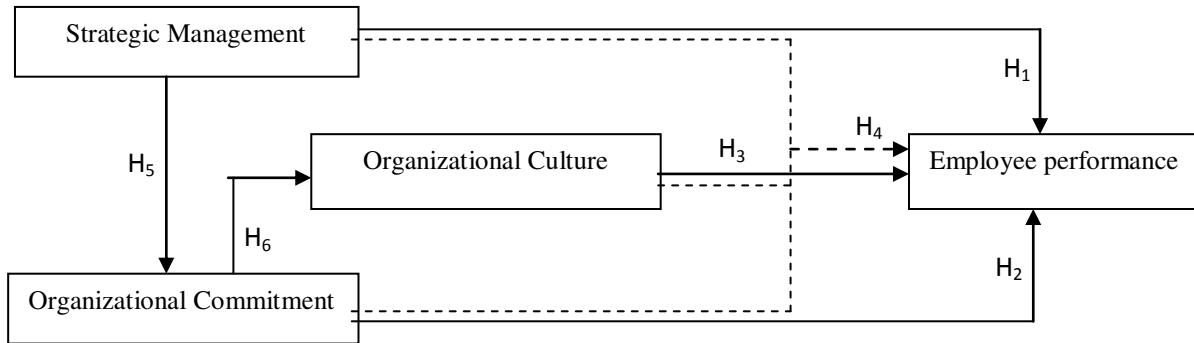 Strategic Management
H₁
H₄
Organizational Culture
H₃
Employee performance
H₅
H₆
H₂
Organizational Commitment